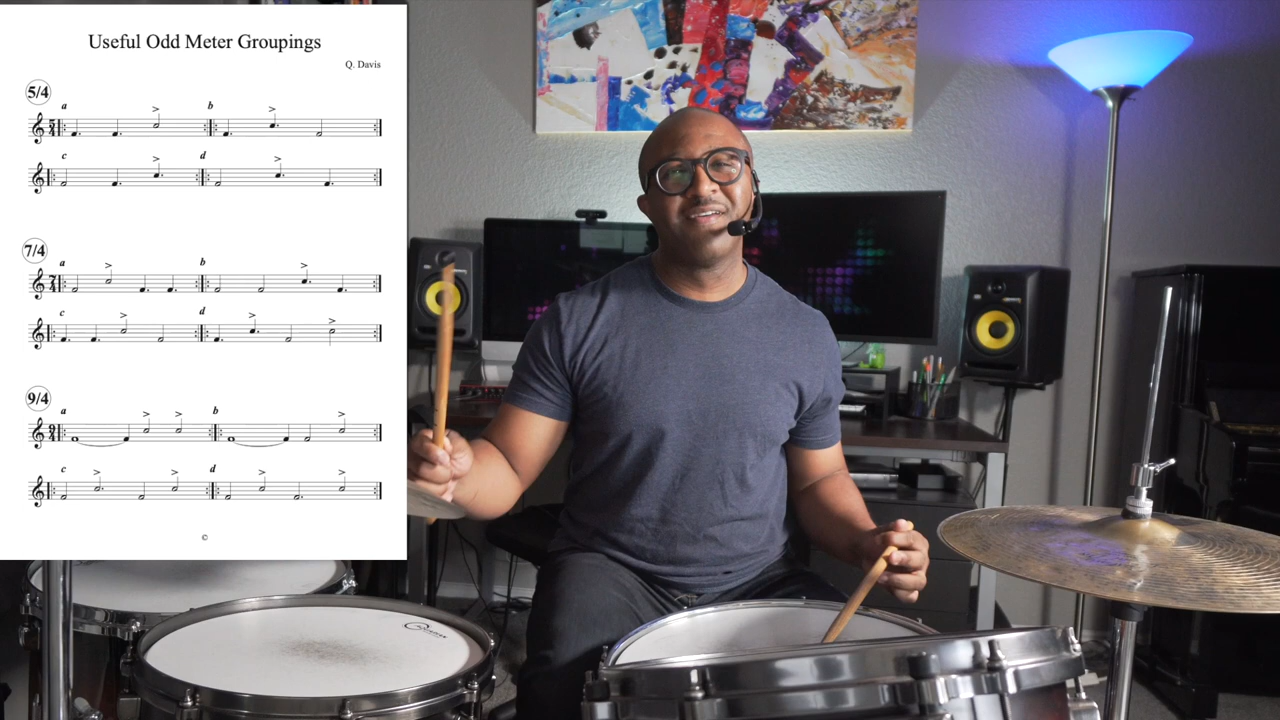 Useful Odd Meter Groupings
Q. Davis
5/4
a b
c d
7/4
a b
c d
9/4
a b
c d
©